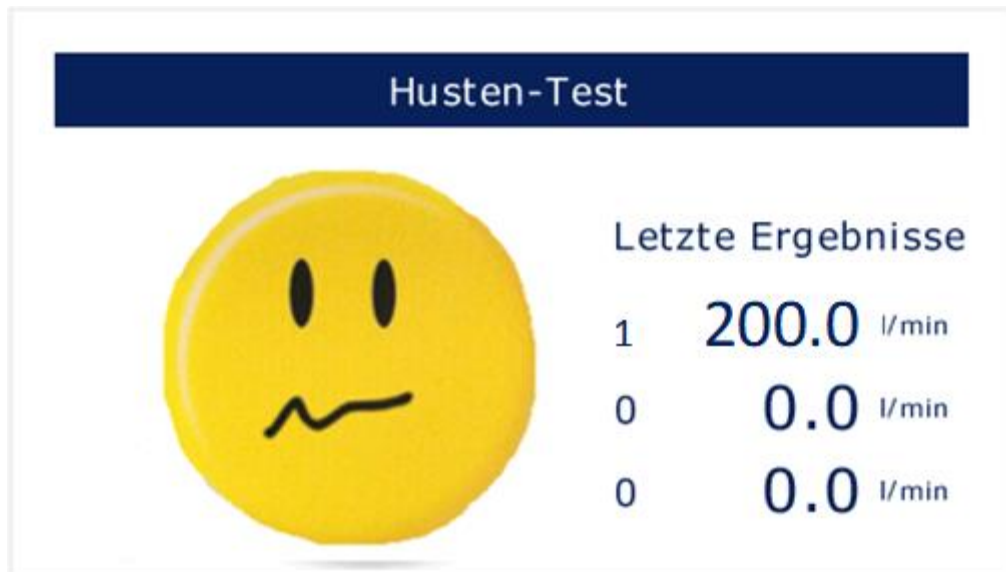 Husten-Test
Letzte Ergebnisse
1 200.0 l/min
0 0.0 l/min
0 0.0 l/min